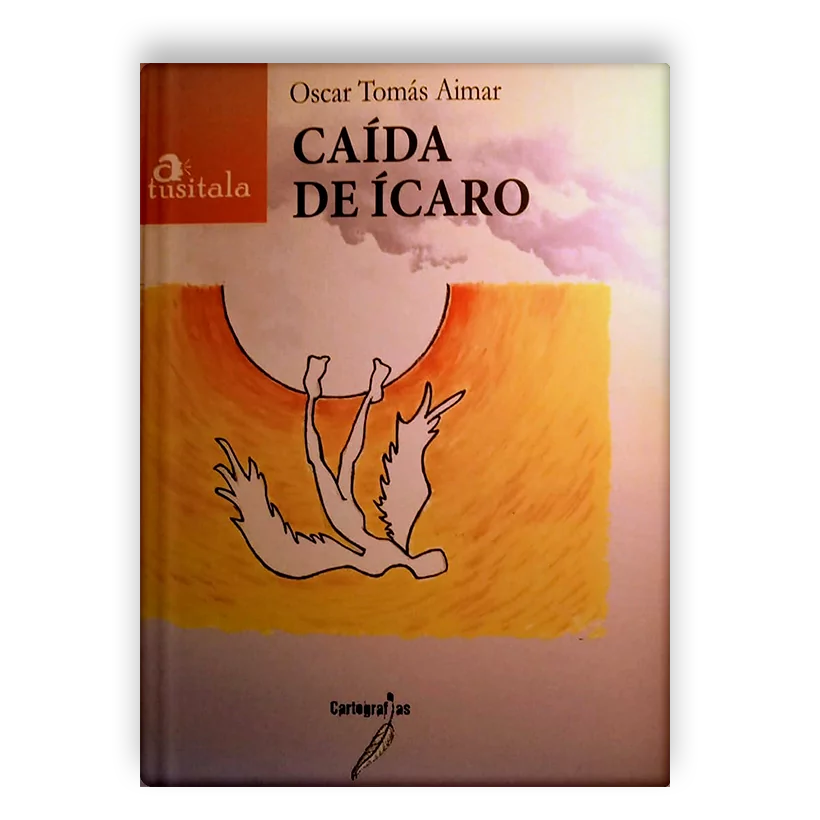 Oscar Tomás Aimar
CAÍDA
DE ÍCARO
a
tusitala
Cartografías